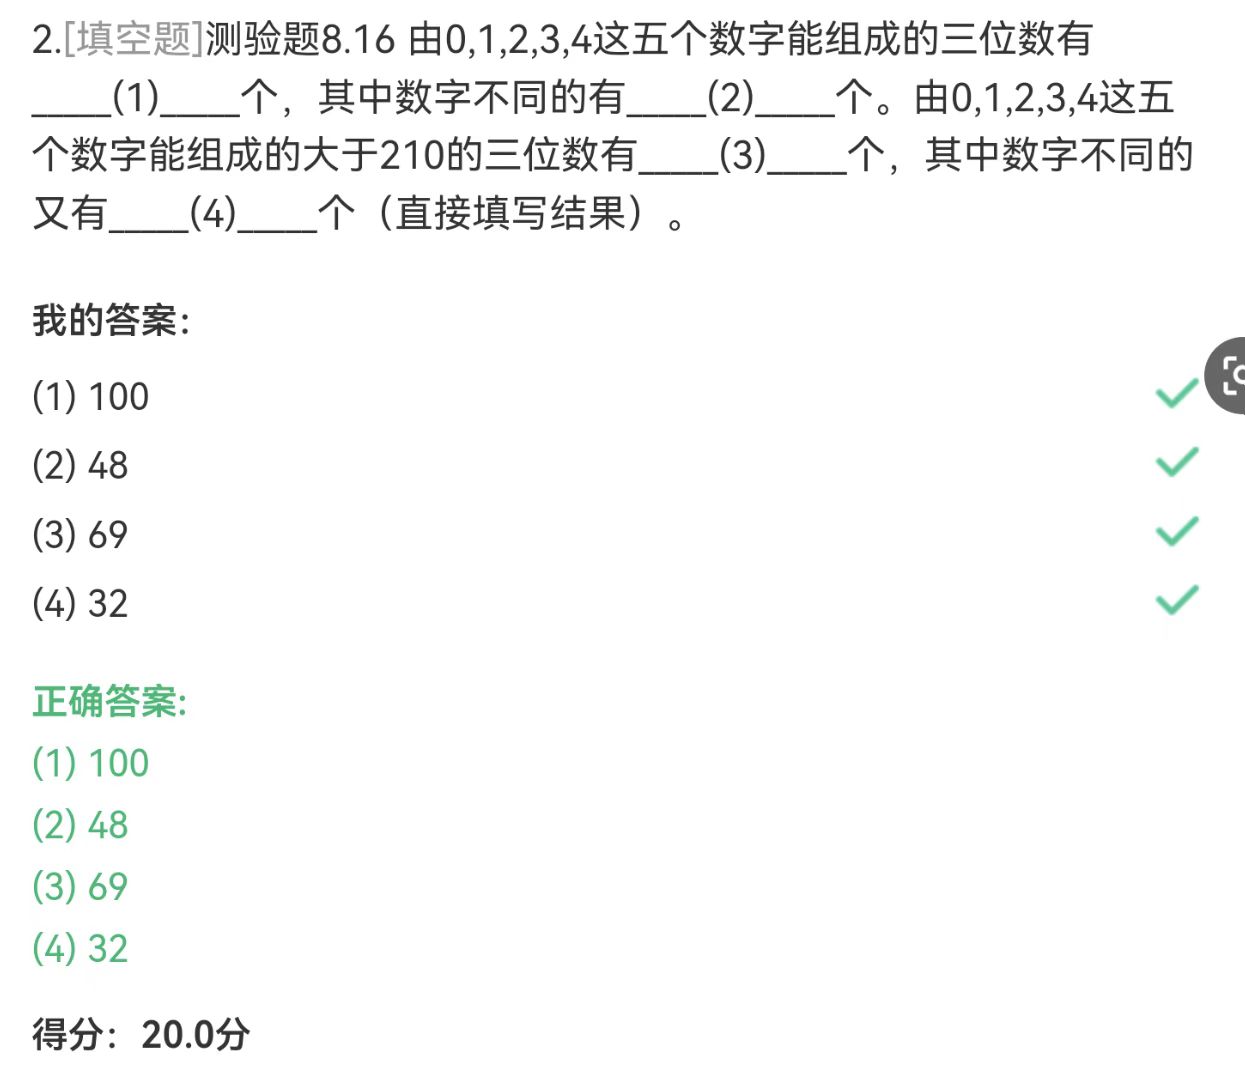 2.[填空题]测验题8.16 由0,1,2,3,4这五个数字能组成的三位数有
____(1)____个，其中数字不同的有____(2)____个。由0,1,2,3,4这五
个数字能组成的大于210的三位数有____(3)____个，其中数字不同的
又有____(4)____个（直接填写结果）。
我的答案：
(1) 100
(2) 48
(3) 69
(4) 32
正确答案:
(1) 100
(2) 48
(3) 69
(4) 32
得分：20.0分